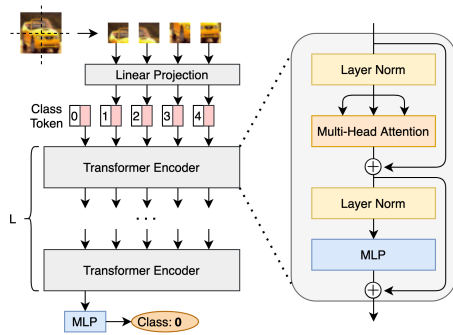 Linear Projection
Class
Token
0 1 2 3 4
Transformer Encoder
L
...
Transformer Encoder
MLP
Class: 0
Layer Norm
Multi-Head Attention
Layer Norm
MLP